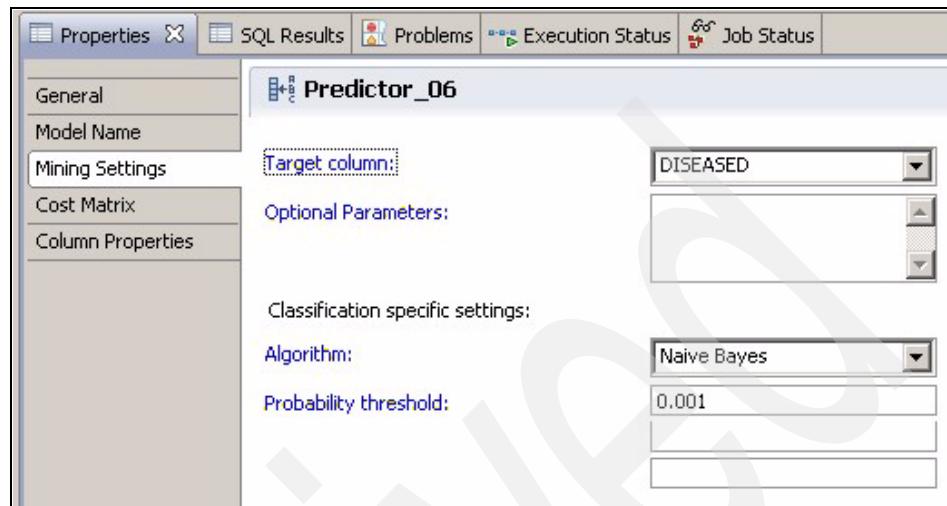 Properties SQL Results Problems Execution Status Job Status
General
Model Name
Mining Settings
Cost Matrix
Column Properties
Predictor_06
Target column: DISEASED
Optional Parameters:
Classification specific settings:
Algorithm: Naive Bayes
Probability threshold: 0.001